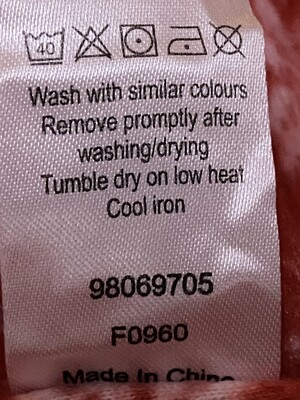 40
Wash with similar colours
Remove promptly after
washing/drying
Tumble dry on low heat
Cool iron
98069705
F0960
Made In China